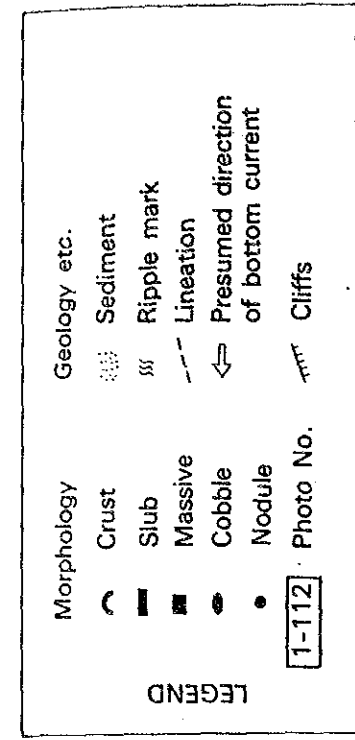 LEGEND
Morphology
Crust
Slub
Massive
Cobble
Nodule
1-112 Photo No.
Geology etc.
Sediment
Ripple mark
Lineation
Presumed direction
of bottom current
Cliffs